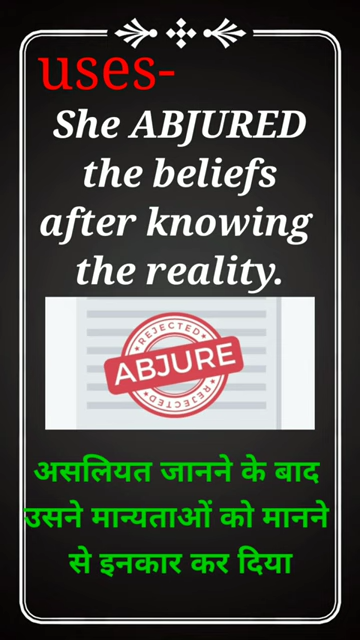 uses-
She ABJURED
the beliefs
after knowing
the reality.
REJECTED
ABJURE
REJECTED
असलियत जानने के बाद
उसने मान्यताओं को मानने
से इनकार कर दिया